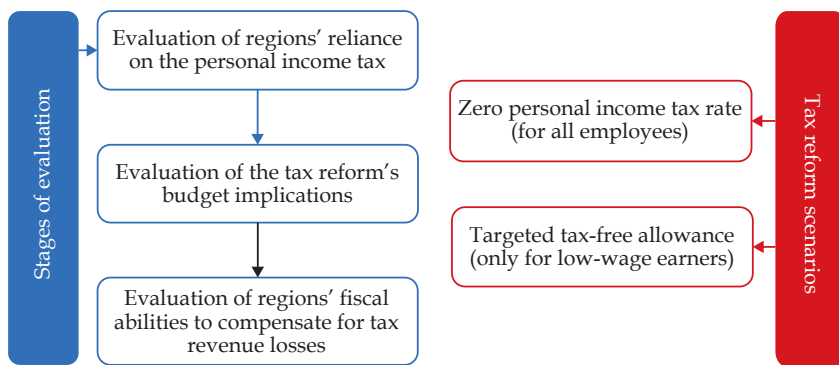 Stages of evaluation
Evaluation of regions’ reliance
on the personal income tax
Evaluation of the tax reform’s
budget implications
Evaluation of regions’ fiscal
abilities to compensate for tax
revenue losses
Zero personal income tax rate
(for all employees)
Targeted tax-free allowance
(only for low-wage earners)
Tax reform scenarios